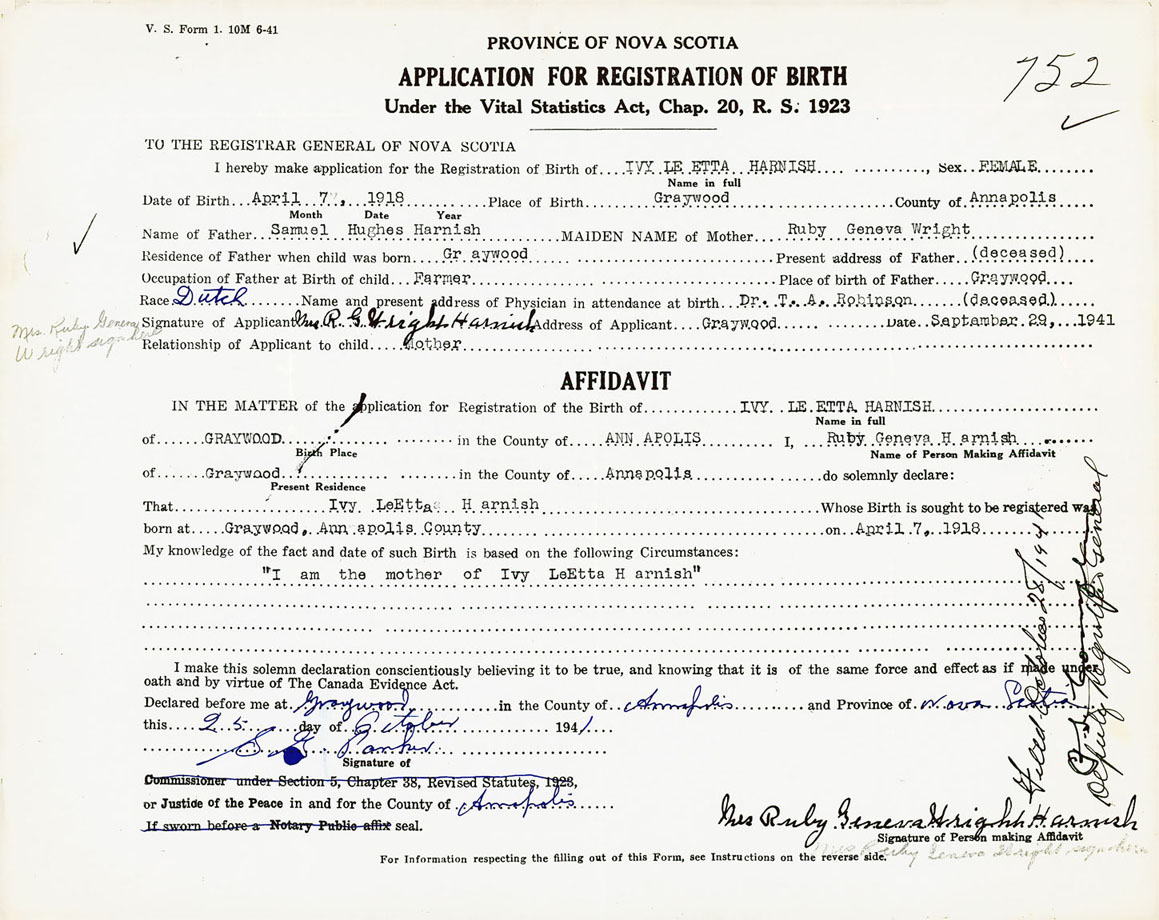 V. S. Form 1. 10M 6-41
PROVINCE OF NOVA SCOTIA
752
APPLICATION FOR REGISTRATION OF BIRTH
Under the Vital Statistics Act, Chap. 20, R. S. 1923
TO THE REGISTRAR GENERAL OF NOVA SCOTIA
I hereby make application for the Registration of Birth of....IVY LE ETTA HARNISH.... .........., Sex..FEMALE........
Name in full
Date of Birth...April 7, 1918............Place of Birth..........Graywood..........County of Annapolis.....
Month Date Year
Name of Father..Samuel Hughes Harnish...........MAIDEN NAME of Mother....Ruby Geneva Wright..................
Residence of Father when child was born....Gr aywood........ ..............................Present address of Father..(deceased).....
Occupation of Father at Birth of child...Farmer..............................Place of birth of Father.....Graywood.......
Race Dutch........Name and present address of Physician in attendance at birth..Dr. T. A. Robinson......(deceased).....
Mrs. Ruby Geneva
Wright signature
Signature of Applicant Mrs R. G. Wright Harnish Address of Applicant...Graywood..... ........Date..September 29, 1941
Relationship of Applicant to child....Mother..............................
AFFIDAVIT
IN THE MATTER of the application for Registration of the Birth of............IVY LE ETTA HARNISH.....................
Name in full
of......GRAYWOOD........ ........in the County of...ANN APOLIS....... I, ..Ruby Geneva H arnish..........
Birth Place Name of Person Making Affidavit
of.....Graywood............. ........in the County of...Annapolis..................do solemnly declare:
Present Residence
That..................Ivy LeEtta H arnish..............................Whose Birth is sought to be registered was
born at.....Graywood, Ann apolis County..............................on April 7, 1918..........
My knowledge of the fact and date of such Birth is based on the following Circumstances:
"I am the mother of Ivy LeEtta H arnish"
I make this solemn declaration conscientiously believing it to be true, and knowing that it is of the same force and effect as if made under
oath and by virtue of The Canada Evidence Act.
Declared before me at..Graywood..........in the County of...Annapolis..........and Province of Nova Scotia
this....25....day of October 1941
S. G. Parker
Signature of
Commissioner under Section 5, Chapter 38, Revised Statutes, 1923,
or Justice of the Peace in and for the County of Annapolis......
If sworn before a Notary Public affix seal.
Filed October 28/1941
Deputy Registrar General
Mrs Ruby Geneva Wright Harnish
Signature of Person making Affidavit
Mrs Ruby Geneva Wright signature
For Information respecting the filling out of this Form, see Instructions on the reverse side.